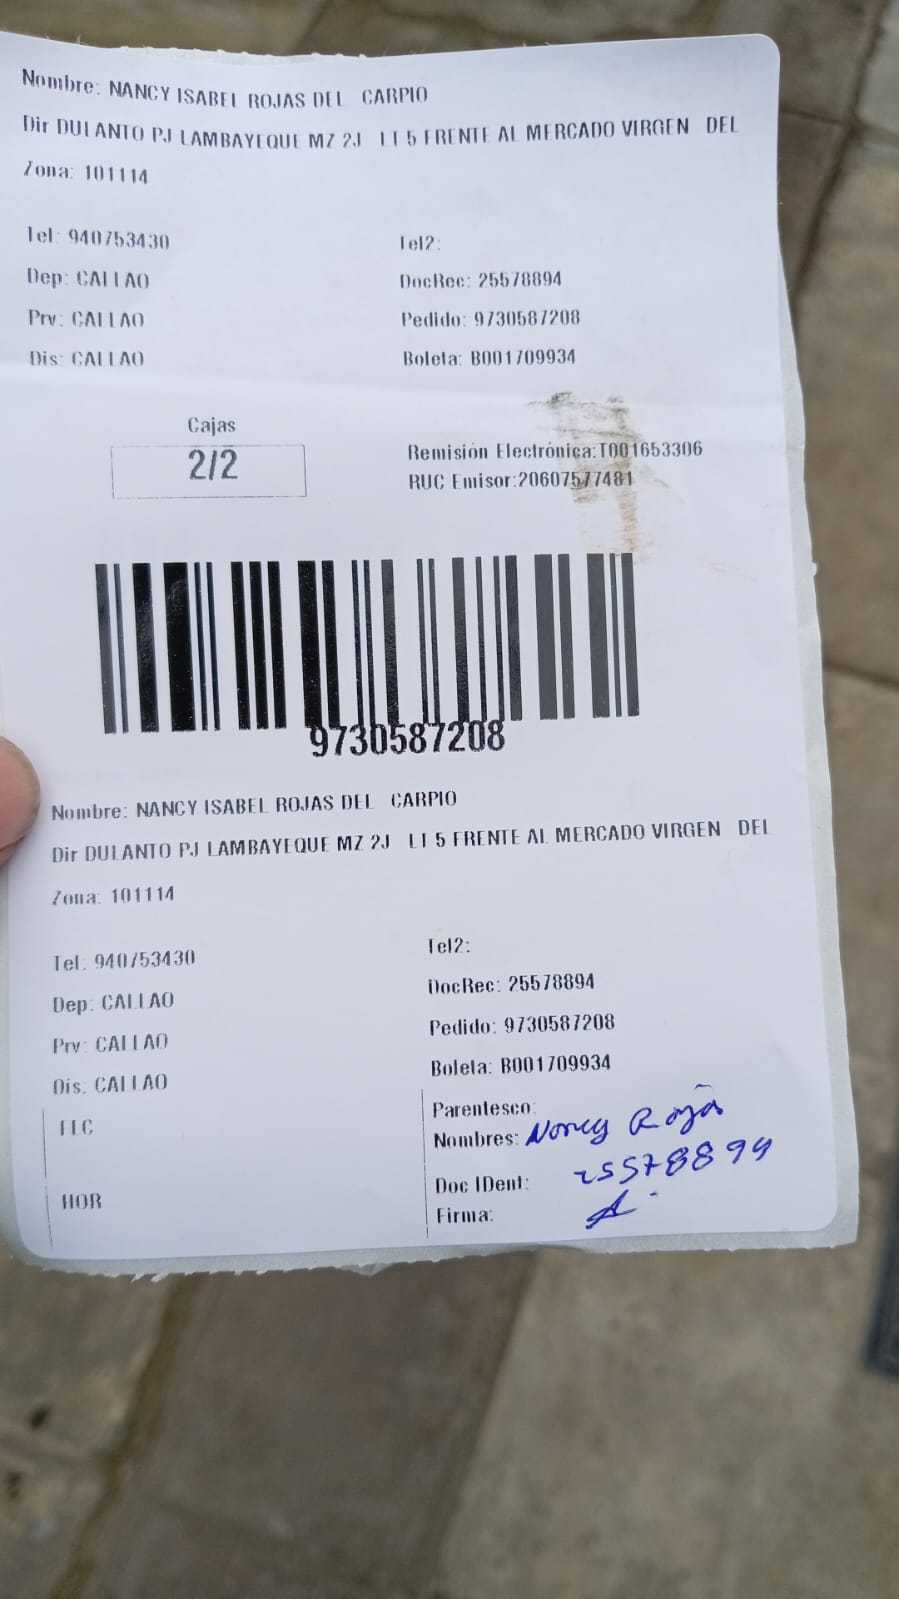 Nombre: NANCY ISABEL ROJAS DEL CARPIO
Dir DULANTO PJ LAMBAYEQUE MZ 2J LT 5 FRENTE AL MERCADO VIRGEN DEL
Zona: 101114
Tel: 940753430 Tel2:
Dep: CALLAO DocRec: 25578894
Prv: CALLAO Pedido: 9730587208
Dis: CALLAO Boleta: B001709934
Cajas
2/2
Remisión Electrónica:T001653306
RUC Emisor:20607577481
9730587208
Nombre: NANCY ISABEL ROJAS DEL CARPIO
Dir DULANTO PJ LAMBAYEQUE MZ 2J LT 5 FRENTE AL MERCADO VIRGEN DEL
Zona: 101114
Tel: 940753430 Tel2:
Dep: CALLAO DocRec: 25578894
Prv: CALLAO Pedido: 9730587208
Dis: CALLAO Boleta: B001709934
Parentesco:
Nombres: Nancy Rojas
Doc IDent: 25578894
HOR Firma: